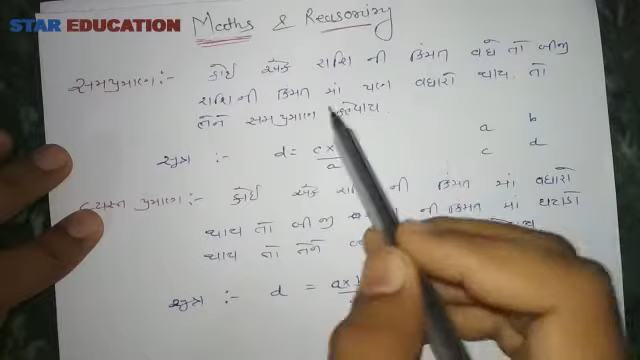 STAR EDUCATION
Maths & Reasoning
સમપ્રમાણ :- કોઈ એક રાશિ ની કિંમત વધે તો બીજી
રાશિ ની કિંમત માં પણ વધારો થાય તો
તેને સમપ્રમાણ કહેવાય.
a b
સૂત્ર :- d = c×
a
c d
વ્યસ્ત પ્રમાણ :- કોઈ એક રાશિ ની કિંમત માં વધારો
થાય તો બીજી ની કિંમત માં ઘટાડો
થાય તો તેને
સૂત્ર :- d = a×